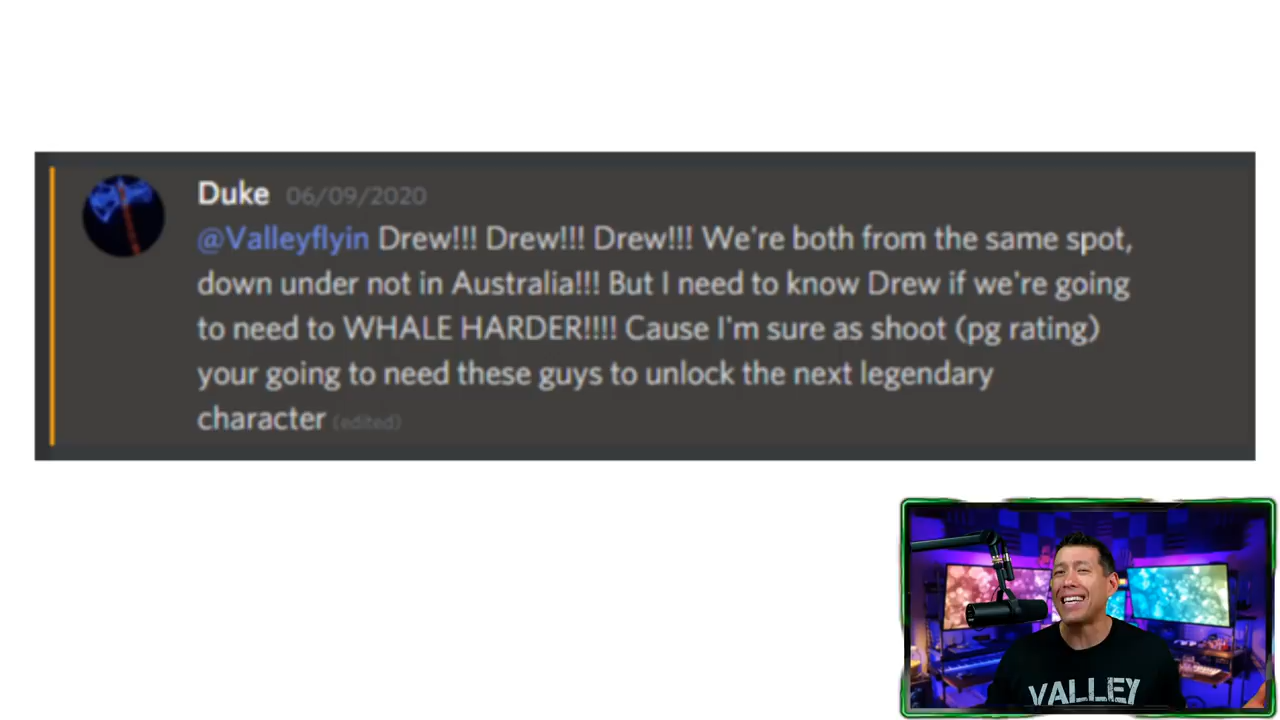 Duke 06/09/2020
@Valleyflyin Drew!!! Drew!!! Drew!!! We're both from the same spot,
down under not in Australia!!! But I need to know Drew if we're going
to need to WHALE HARDER!!!! Cause I'm sure as shoot (pg rating)
your going to need these guys to unlock the next legendary
character (edited)
VALLEY